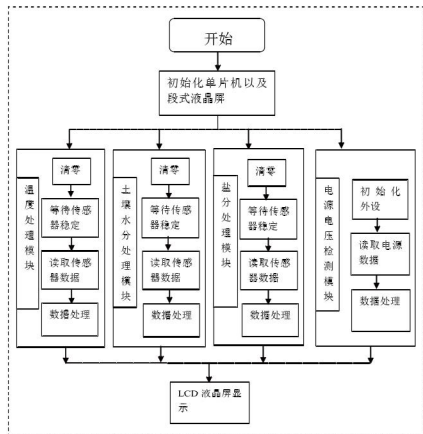 开始
初始化单片机以及
段式液晶屏
温度处理模块
清零
等待传感
器稳定
读取传感
器数据
数据处理
土壤水分处理模块
清零
等待传感
器稳定
读取传感
器数据
数据处理
盐分处理模块
清零
等待传感
器稳定
读取传感
器数据
数据处理
电源电压检测模块
初始化
外设
读取电源
数据
数据处理
LCD 液晶屏显
示